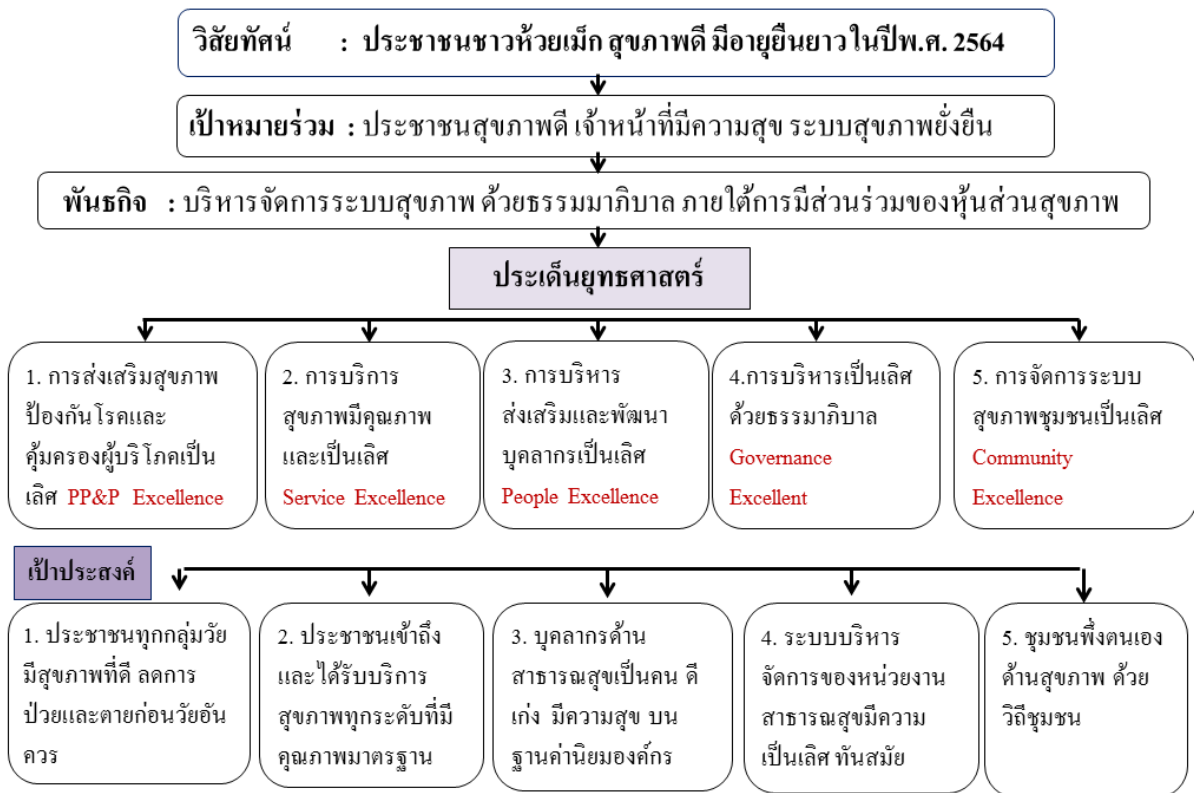 วิสัยทัศน์ : ประชาชนชาวห้วยเม็ก สุขภาพดี มีอายุยืนยาว ในปีพ.ศ. 2564
เป้าหมายร่วม : ประชาชนสุขภาพดี เจ้าหน้าที่มีความสุข ระบบสุขภาพยั่งยืน
พันธกิจ : บริหารจัดการระบบสุขภาพ ด้วยธรรมมาภิบาล ภายใต้การมีส่วนร่วมของหุ้นส่วนสุขภาพ
ประเด็นยุทธศาสตร์
1. การส่งเสริมสุขภาพ
ป้องกันโรคและ
คุ้มครองผู้บริโภคเป็น
เลิศ PP&P Excellence
2. การบริการ
สุขภาพมีคุณภาพ
และเป็นเลิศ
Service Excellence
3. การบริหาร
ส่งเสริมและพัฒนา
บุคลากรเป็นเลิศ
People Excellence
4.การบริหารเป็นเลิศ
ด้วยธรรมาภิบาล
Governance
Excellent
5. การจัดการระบบ
สุขภาพชุมชนเป็นเลิศ
Community
Excellence
เป้าประสงค์
1. ประชาชนทุกกลุ่มวัย
มีสุขภาพที่ดี ลดการ
ป่วยและตายก่อนวัยอัน
ควร
2. ประชาชนเข้าถึง
และได้รับบริการ
สุขภาพทุกระดับที่มี
คุณภาพมาตรฐาน
3. บุคลากรด้าน
สาธารณสุขเป็นคน ดี
เก่ง มีความสุข บน
ฐานค่านิยมองค์กร
4. ระบบบริหาร
จัดการของหน่วยงาน
สาธารณสุขมีความ
เป็นเลิศ ทันสมัย
5. ชุมชนพึ่งตนเอง
ด้านสุขภาพ ด้วย
วิถีชุมชน